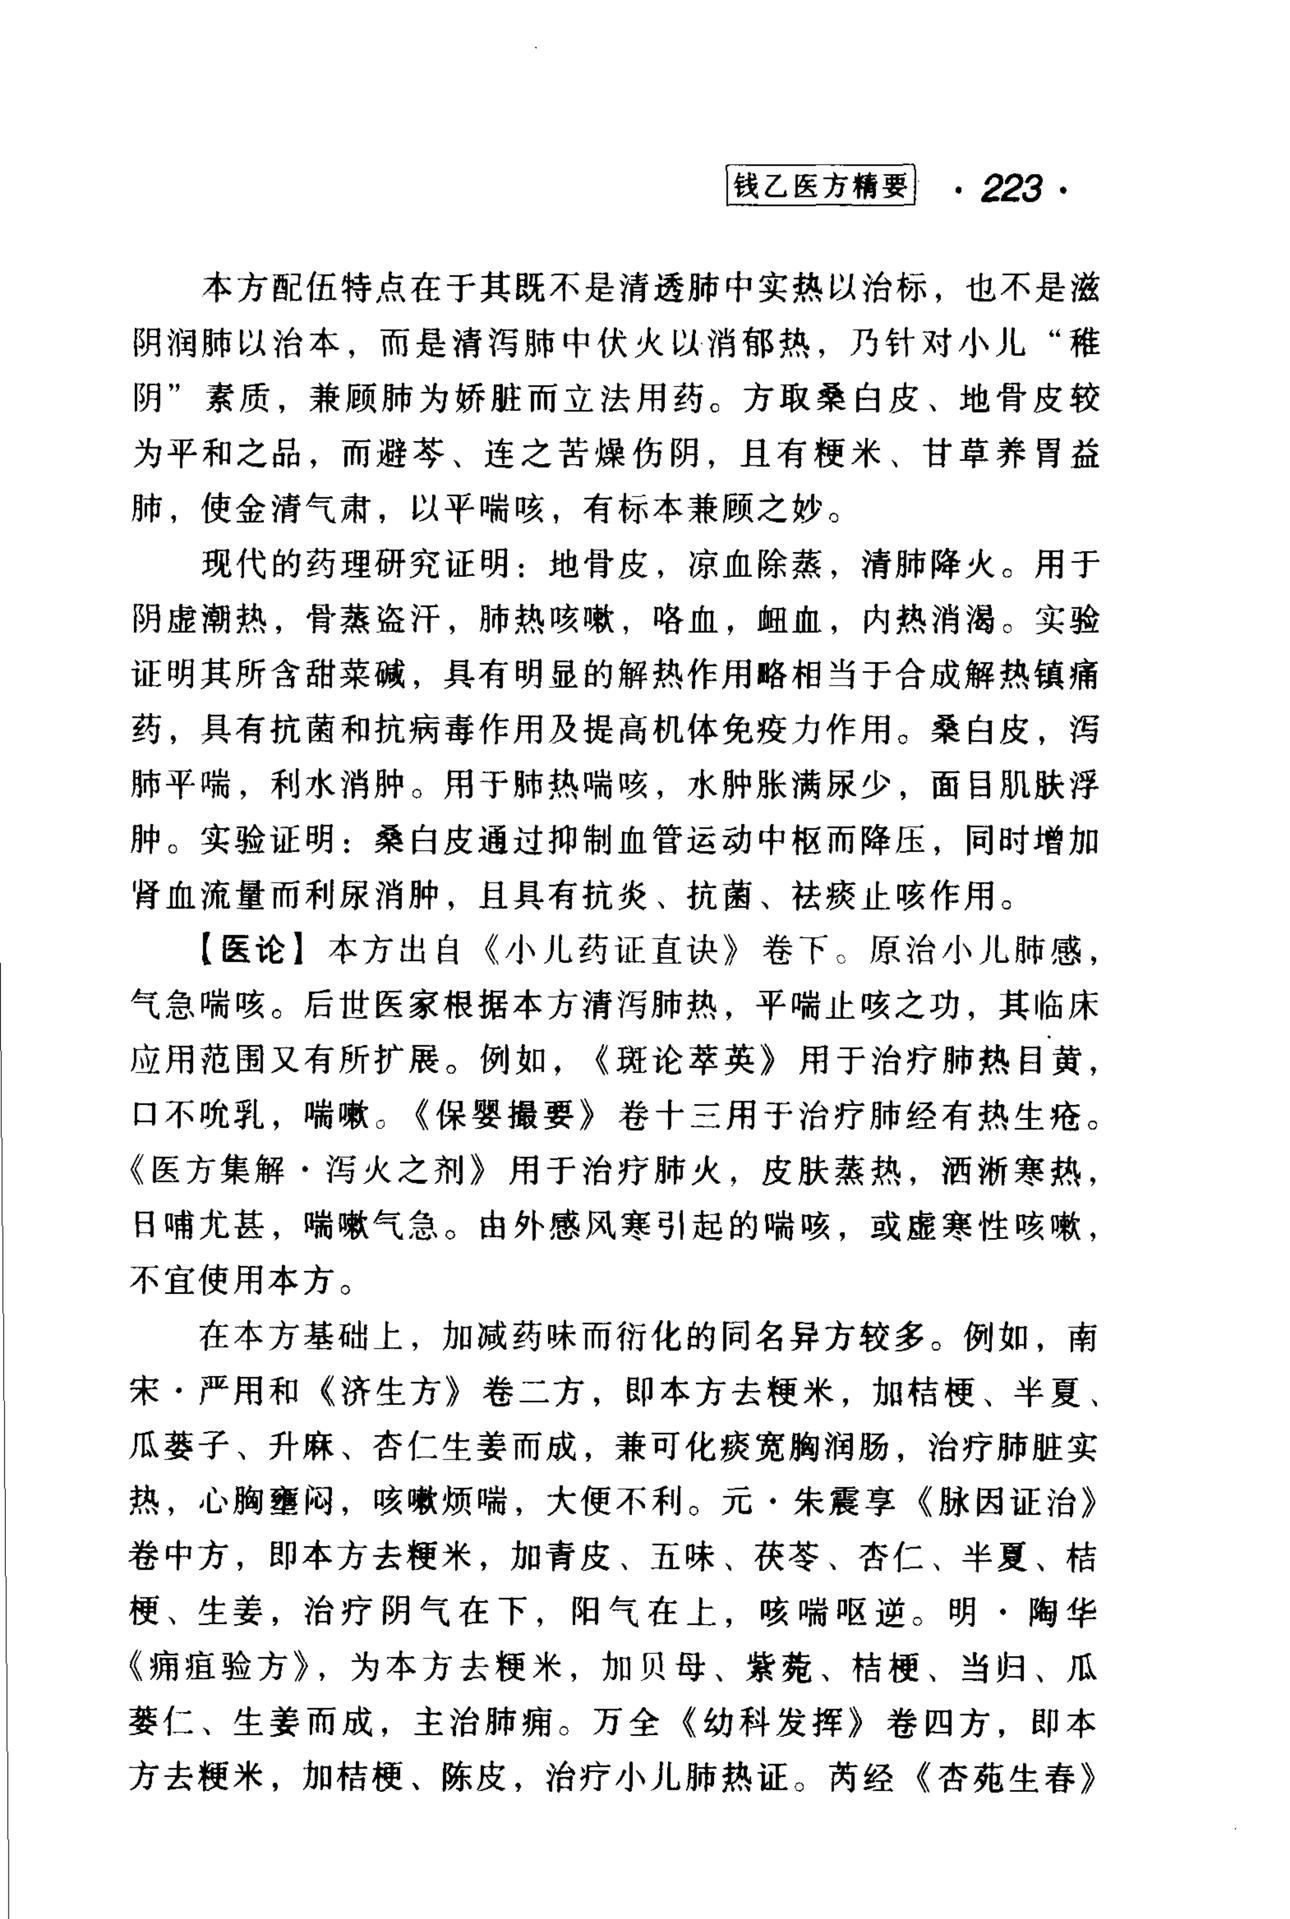 钱乙医方精要 ·223·
本方配伍特点在于其既不是清透肺中实热以治标，也不是滋
阴润肺以治本，而是清泻肺中伏火以消郁热，乃针对小儿“稚
阴”素质，兼顾肺为娇脏而立法用药。方取桑白皮、地骨皮较
为平和之品，而避芩、连之苦燥伤阴，且有粳米、甘草养胃益
肺，使金清气肃，以平喘咳，有标本兼顾之妙。
现代的药理研究证明：地骨皮，凉血除蒸，清肺降火。用于
阴虚潮热，骨蒸盗汗，肺热咳嗽，咯血，衄血，内热消渴。实验
证明其所含甜菜碱，具有明显的解热作用略相当于合成解热镇痛
药，具有抗菌和抗病毒作用及提高机体免疫力作用。桑白皮，泻
肺平喘，利水消肿。用于肺热喘咳，水肿胀满尿少，面目肌肤浮
肿。实验证明：桑白皮通过抑制血管运动中枢而降压，同时增加
肾血流量而利尿消肿，且具有抗炎、抗菌、祛痰止咳作用。
【医论】本方出自《小儿药证直诀》卷下。原治小儿肺感，
气急喘咳。后世医家根据本方清泻肺热，平喘止咳之功，其临床
应用范围又有所扩展。例如，《斑论萃英》用于治疗肺热目黄，
口不吮乳，喘嗽。《保婴撮要》卷十三用于治疗肺经有热生疮。
《医方集解·泻火之剂》用于治疗肺火，皮肤蒸热，洒淅寒热，
日晡尤甚，喘嗽气急。由外感风寒引起的喘咳，或虚寒性咳嗽，
不宜使用本方。
在本方基础上，加减药味而衍化的同名异方较多。例如，南
宋·严用和《济生方》卷二方，即本方去粳米，加桔梗、半夏、
瓜蒌子、升麻、杏仁生姜而成，兼可化痰宽胸润肠，治疗肺脏实
热，心胸壅闷，咳嗽烦喘，大便不利。元·朱震享《脉因证治》
卷中方，即本方去粳米，加青皮、五味、茯苓、杏仁、半夏、桔
梗、生姜，治疗阴气在下，阳气在上，咳喘呕逆。明·陶华
《痈疽验方》，为本方去粳米，加贝母、紫菀、桔梗、当归、瓜
蒌仁、生姜而成，主治肺痈。万全《幼科发挥》卷四方，即本
方去粳米，加桔梗、陈皮，治疗小儿肺热证。芮经《杏苑生春》